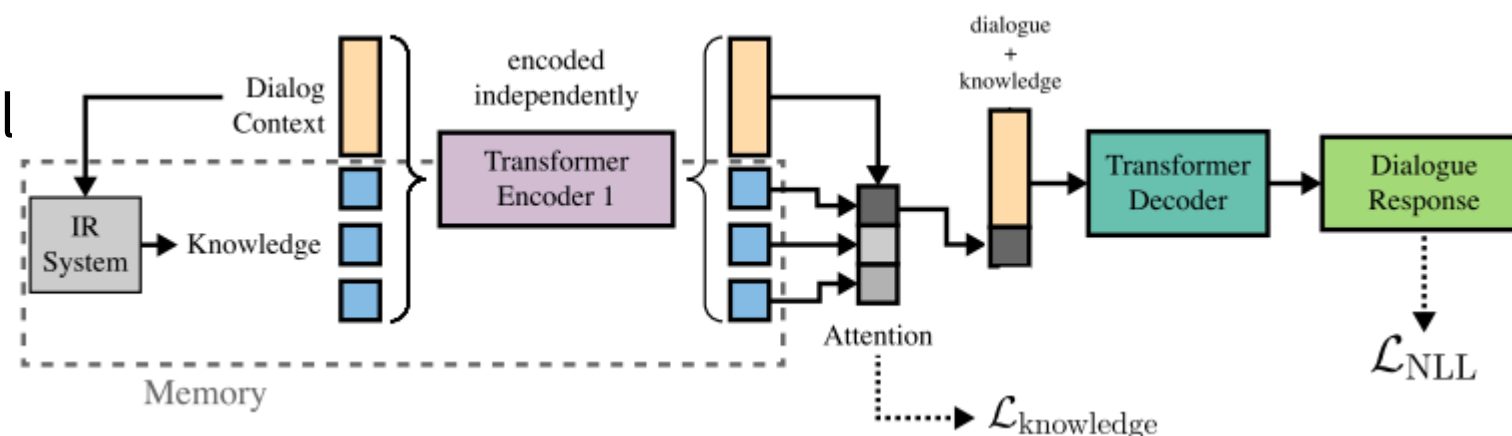 l
Dialog
Context
IR
System
Knowledge
Memory
encoded
independently
Transformer
Encoder 1
Attention
ℒknowledge
dialogue
+
knowledge
Transformer
Decoder
Dialogue
Response
ℒNLL